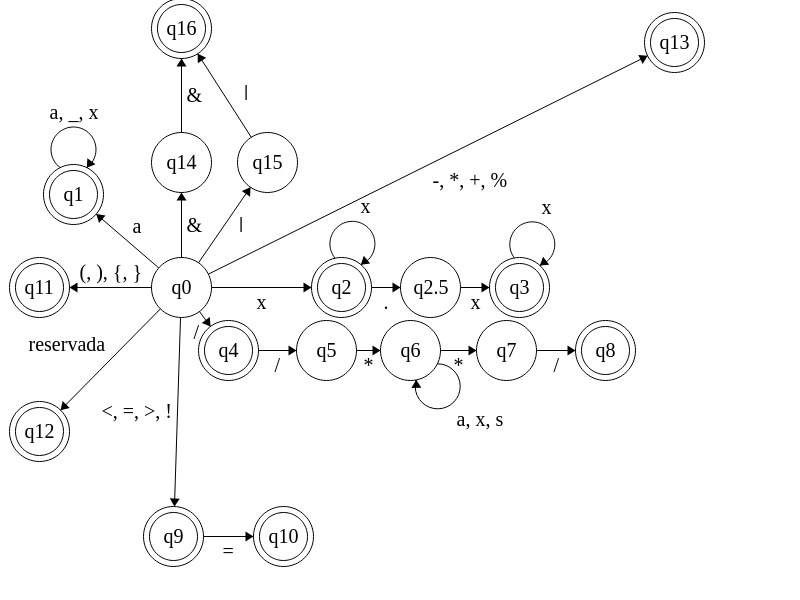 q16
q13
&
|
a, _, x
q14
q15
-, *, +, %
q1
x
x
a
&
|
(, ), {, }
q11
q0
q2
q2.5
q3
x
.
x
/
reservada
q4
q5
q6
q7
q8
/
*
*
/
<, =, >, !
a, x, s
q12
q9
q10
=